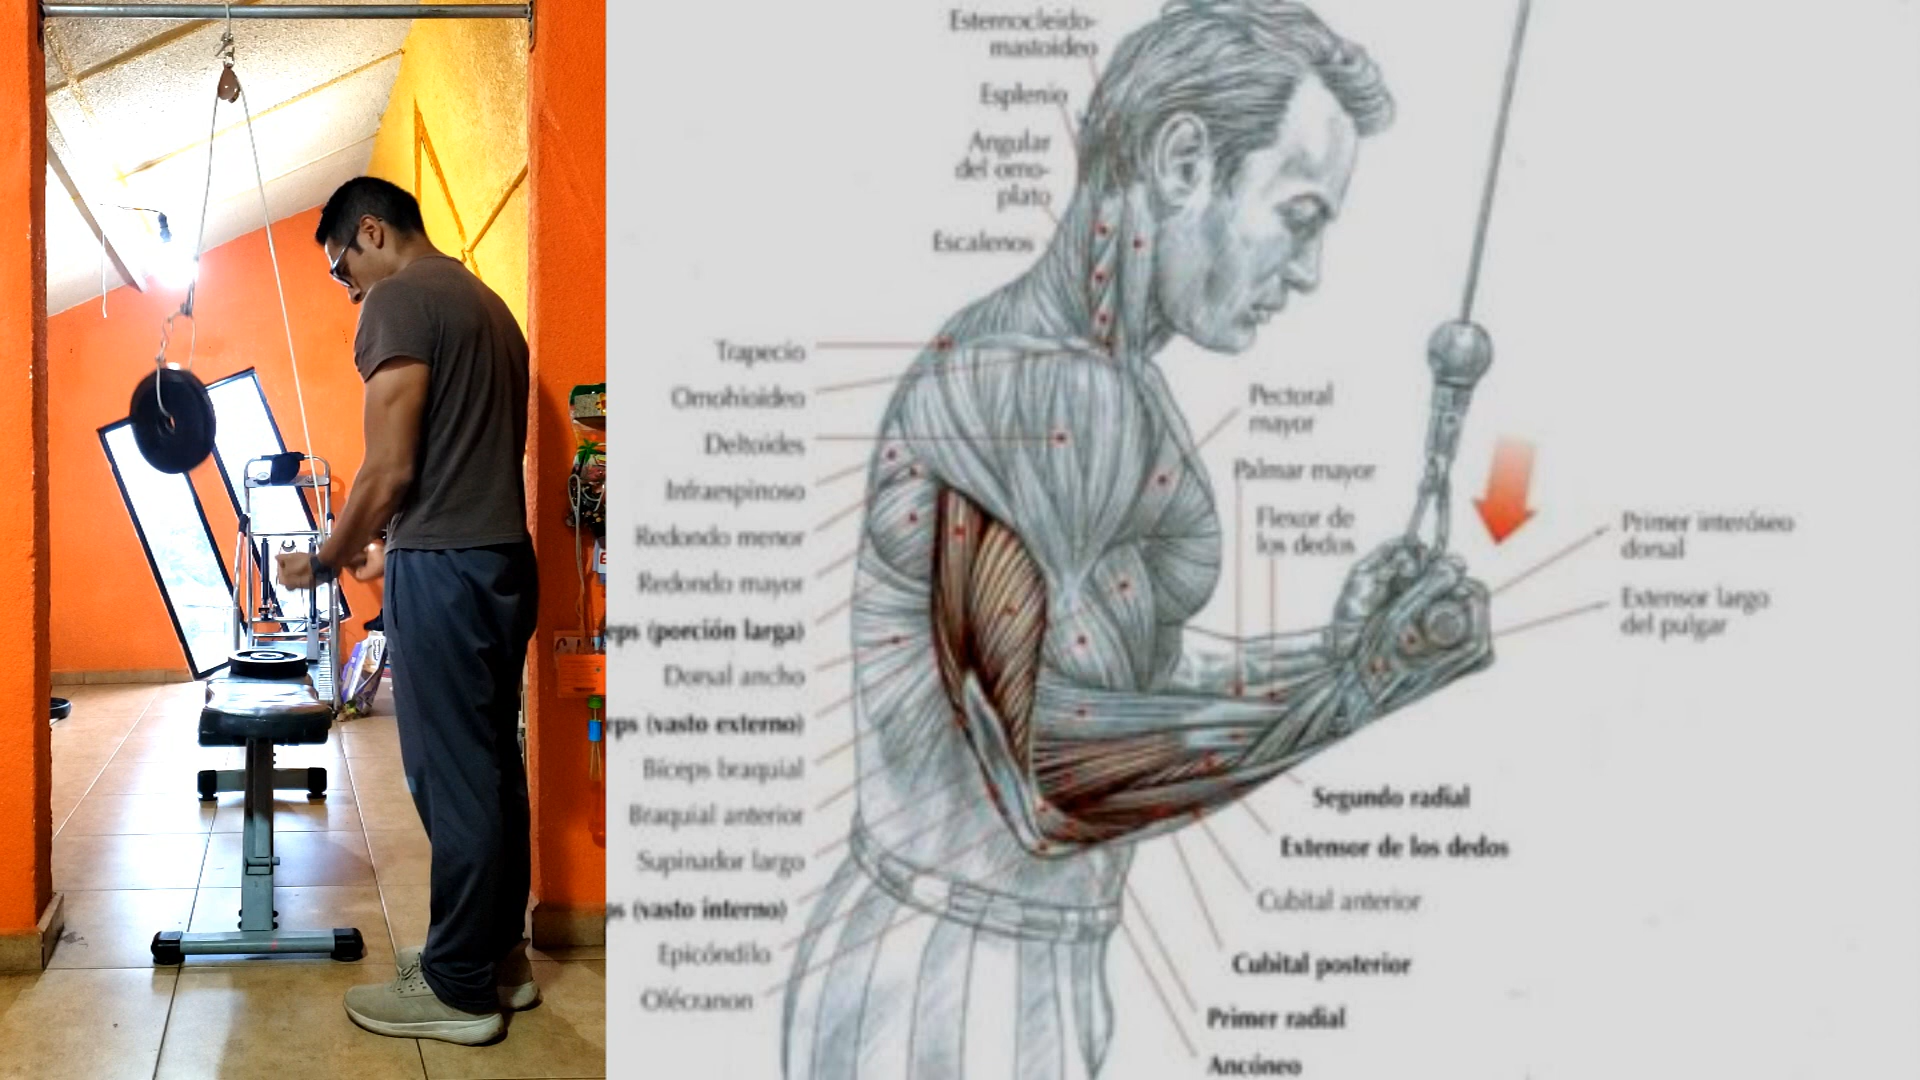 Esternocleido-
mastoideo
Esplenio
Angular
del omo-
plato
Escalenos
Trapecio
Omohioideo
Deltoides
Infraespinoso
Redondo menor
Redondo mayor
eps (porción larga)
Dorsal ancho
eps (vasto externo)
Bíceps braquial
Braquial anterior
Supinador largo
ps (vasto interno)
Epicóndilo
Olécranon
Pectoral
mayor
Palmar mayor
Flexor de
los dedos
Primer interóseo
dorsal
Extensor largo
del pulgar
Segundo radial
Extensor de los dedos
Cubital anterior
Cubital posterior
Primer radial
Ancóneo